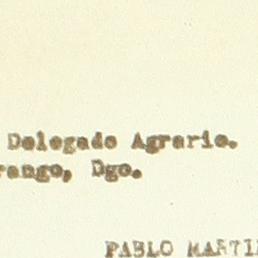 Delegado Agrario.
rango, Dgo.
PABLO MARTI